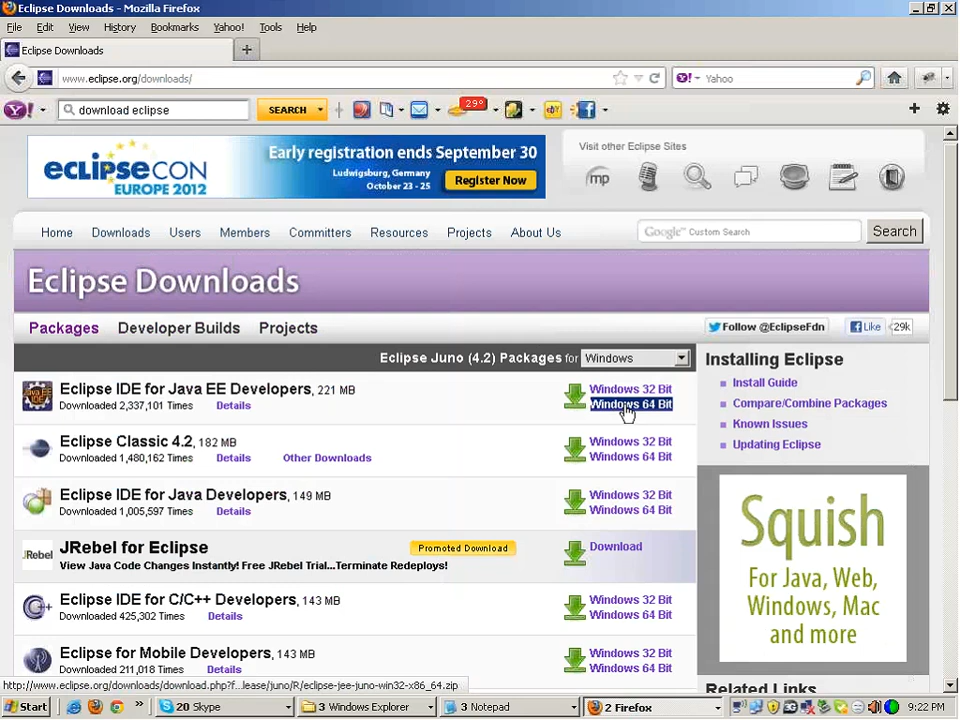 Eclipse Downloads - Mozilla Firefox
File Edit View History Bookmarks Yahoo! Tools Help
Eclipse Downloads
www.eclipse.org/downloads/
Y! Yahoo
Y! download eclipse SEARCH 29°
eclipsecon
EUROPE 2012
Early registration ends September 30
Ludwigsburg, Germany
October 23 - 25
Register Now
Visit other Eclipse Sites
mp
Home Downloads Users Members Committers Resources Projects About Us
Google™ Custom Search Search
Eclipse Downloads
Packages Developer Builds Projects
Follow @EclipseFdn Like 29k
Eclipse Juno (4.2) Packages for Windows
Eclipse IDE for Java EE Developers, 221 MB
Downloaded 2,337,101 Times Details
Windows 32 Bit
Windows 64 Bit
Eclipse Classic 4.2, 182 MB
Downloaded 1,480,162 Times Details Other Downloads
Windows 32 Bit
Windows 64 Bit
Eclipse IDE for Java Developers, 149 MB
Downloaded 1,005,597 Times Details
Windows 32 Bit
Windows 64 Bit
JRebel
JRebel for Eclipse
Promoted Download
Download
View Java Code Changes Instantly! Free JRebel Trial...Terminate Redeploys!
Eclipse IDE for C/C++ Developers, 143 MB
Downloaded 425,302 Times Details
Windows 32 Bit
Windows 64 Bit
Eclipse for Mobile Developers, 143 MB
Downloaded 211,018 Times Details
Windows 32 Bit
Windows 64 Bit
Installing Eclipse
Install Guide
Compare/Combine Packages
Known Issues
Updating Eclipse
Squish
For Java, Web,
Windows, Mac
and more
Related Links
http://www.eclipse.org/downloads/download.php?f...lease/juno/R/eclipse-jee-juno-win32-x86_64.zip
Start 20 Skype 3 Windows Explorer 3 Notepad 2 Firefox 9:22 PM